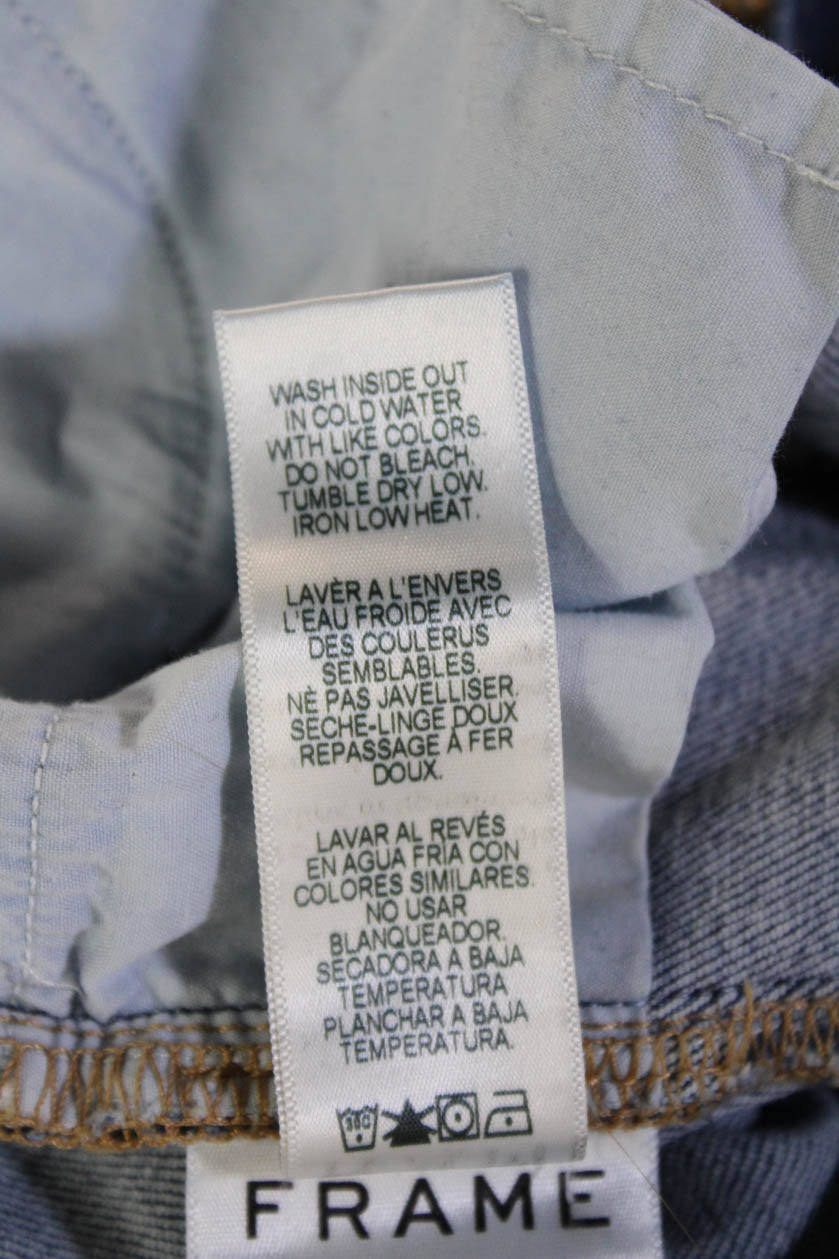 WASH INSIDE OUT
IN COLD WATER
WITH LIKE COLORS.
DO NOT BLEACH.
TUMBLE DRY LOW.
IRON LOW HEAT.
LAVÈR A L'ENVERS
L'EAU FROIDE AVEC
DES COULERUS
SEMBLABLES.
NÈ PAS JAVELLISER.
SECHE-LINGE DOUX
REPASSAGE A FER
DOUX.
LAVAR AL REVÉS
EN AGUA FRIA CON
COLORES SIMILARES.
NO USAR
BLANQUEADOR.
SECADORA A BAJA
TEMPERATURA
PLANCHAR A BAJA
TEMPERATURA.
30C
FRAME